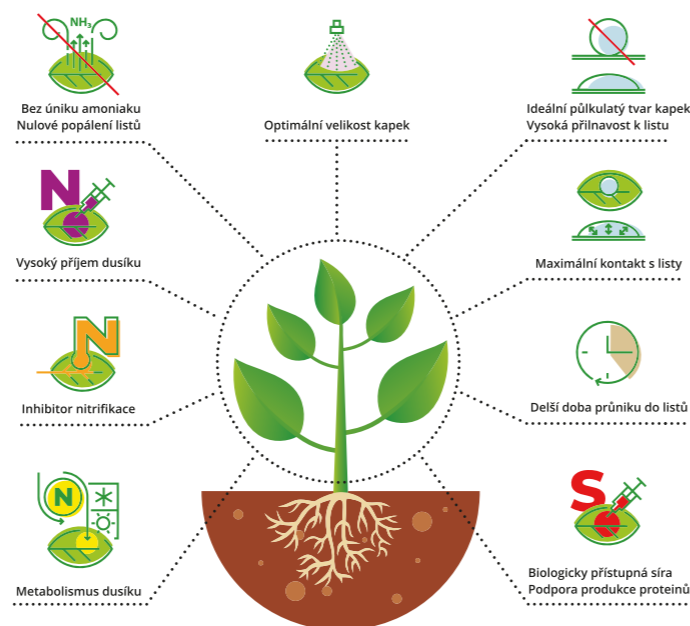 NH₃
Bez úniku amoniaku
Nulové popálení listů
Optimální velikost kapek
Ideální půlkulatý tvar kapek
Vysoká přilnavost k listu
N
Vysoký příjem dusíku
Maximální kontakt s listy
N
Inhibitor nitrifikace
Delší doba průniku do listů
N
Metabolismus dusíku
S
Biologicky přístupná síra
Podpora produkce proteinů